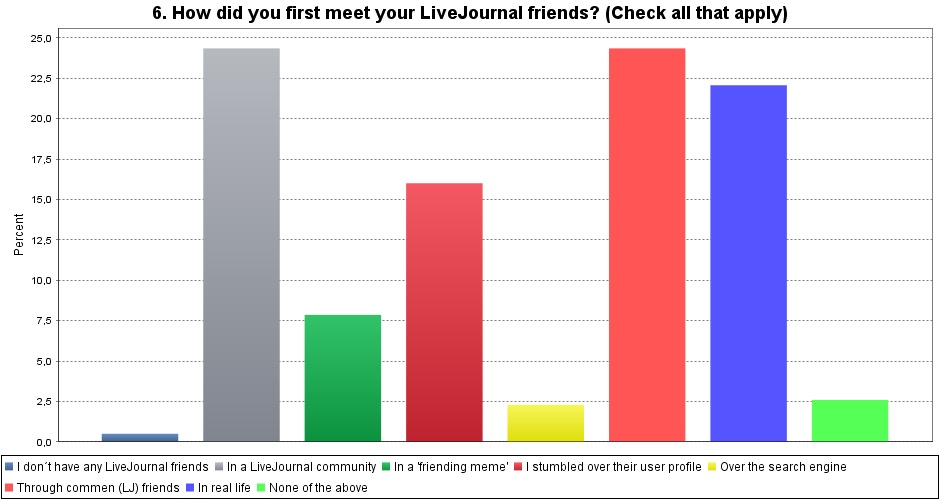 6. How did you first meet your LiveJournal friends? (Check all that apply)
25,0
22,5
20,0
17,5
15,0
12,5
10,0
7,5
5,0
2,5
0,0
Percent
I don´t have any LiveJournal friends In a LiveJournal community In a 'friending meme' I stumbled over their user profile Over the search engine
Through commen (LJ) friends In real life None of the above